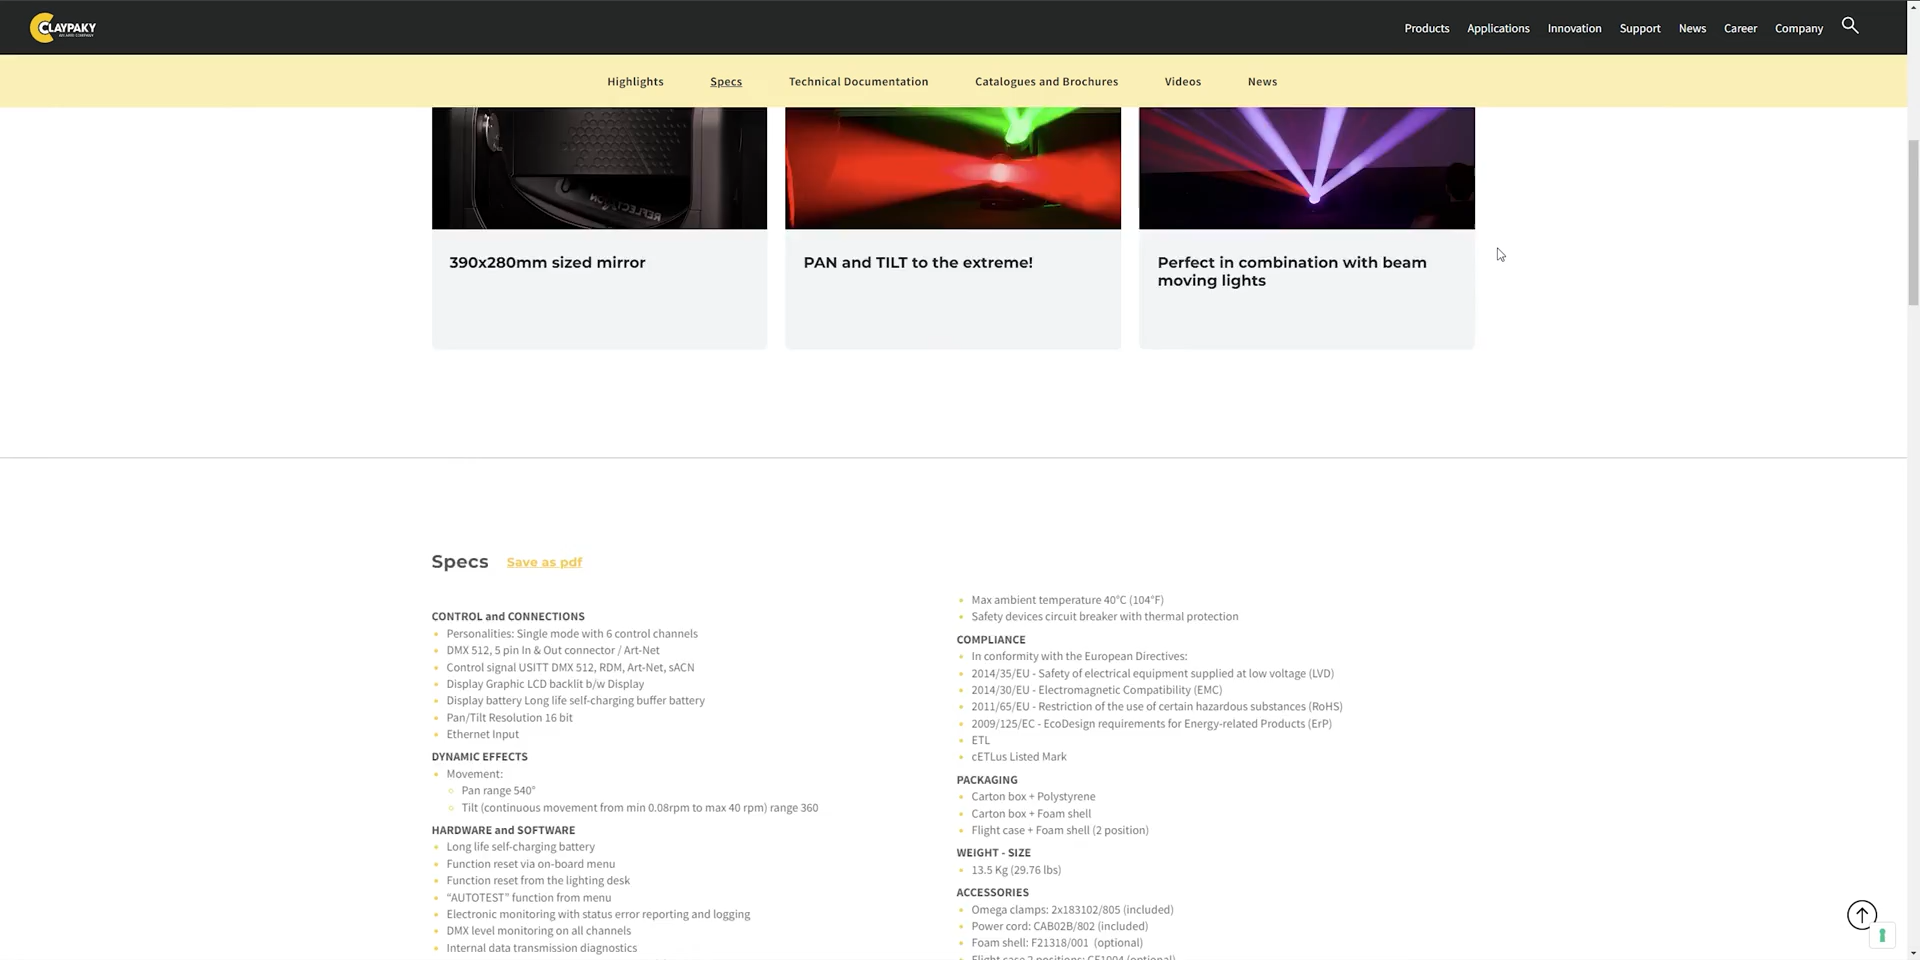 CLAYPAKY
Products
Applications
Innovation
Support
News
Career
Company
Highlights
Specs
Technical Documentation
Catalogues and Brochures
Videos
News
390x280mm sized mirror
PAN and TILT to the extreme!
Perfect in combination with beam
moving lights
Specs
Save as pdf
CONTROL and CONNECTIONS
Personalities: Single mode with 6 control channels
DMX 512, 5 pin In & Out connector / Art-Net
Control signal USITT DMX 512, RDM, Art-Net, sACN
Display Graphic LCD backlit b/w Display
Display battery Long life self-charging buffer battery
Pan/Tilt Resolution 16 bit
Ethernet Input
DYNAMIC EFFECTS
Movement:
Pan range 540°
Tilt (continuous movement from min 0.08rpm to max 40 rpm) range 360
HARDWARE and SOFTWARE
Long life self-charging battery
Function reset via on-board menu
Function reset from the lighting desk
“AUTOTEST” function from menu
Electronic monitoring with status error reporting and logging
DMX level monitoring on all channels
Internal data transmission diagnostics
Max ambient temperature 40°C (104°F)
Safety devices circuit breaker with thermal protection
COMPLIANCE
In conformity with the European Directives:
2014/35/EU - Safety of electrical equipment supplied at low voltage (LVD)
2014/30/EU - Electromagnetic Compatibility (EMC)
2011/65/EU - Restriction of the use of certain hazardous substances (RoHS)
2009/125/EC - EcoDesign requirements for Energy-related Products (ErP)
ETL
cETLus Listed Mark
PACKAGING
Carton box + Polystyrene
Carton box + Foam shell
Flight case + Foam shell (2 position)
WEIGHT - SIZE
13.5 Kg (29.76 lbs)
ACCESSORIES
Omega clamps: 2x183102/805 (included)
Power cord: CAB02B/802 (included)
Foam shell: F21318/001 (optional)